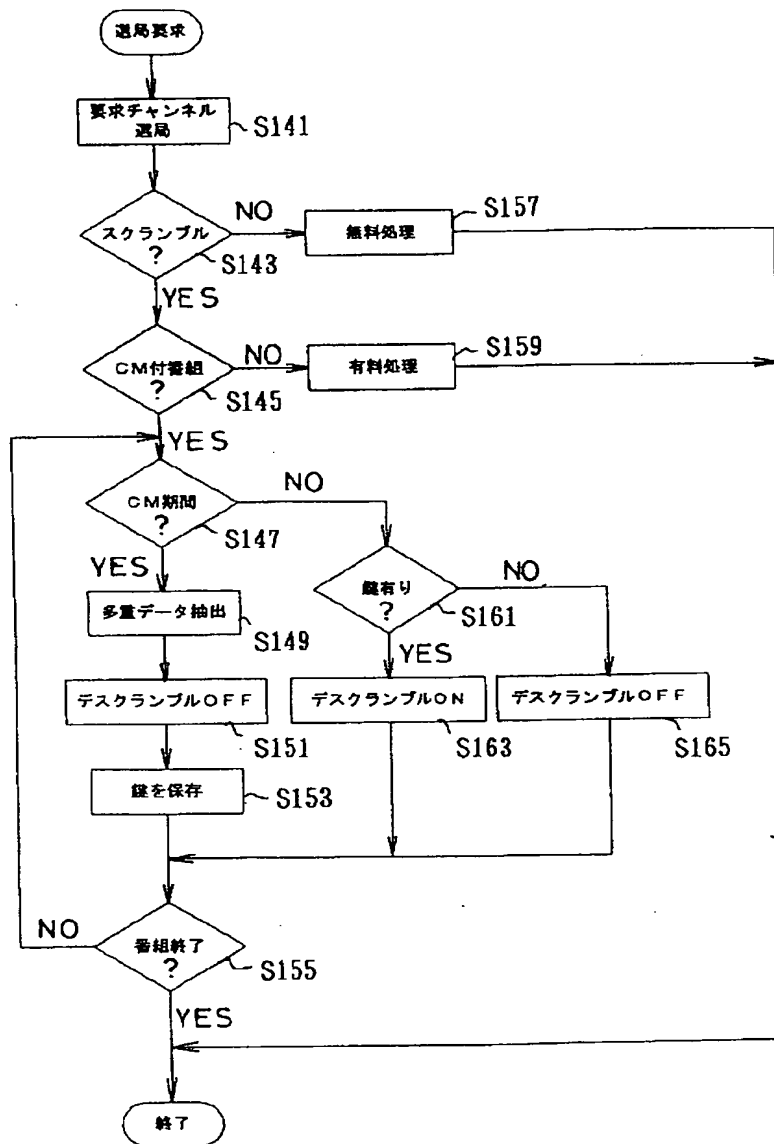 選局要求
要求チャンネル
選局
S141
スクランブル
?
S143
NO
無料処理
S157
YES
CM付番組
?
S145
NO
有料処理
S159
YES
CM期間
?
S147
NO
YES
鍵有り
?
S161
NO
多重データ抽出
S149
YES
デスクランブルOFF
S151
デスクランブルON
S163
デスクランブルOFF
S165
鍵を保存
S153
NO
番組終了
?
S155
YES
終了